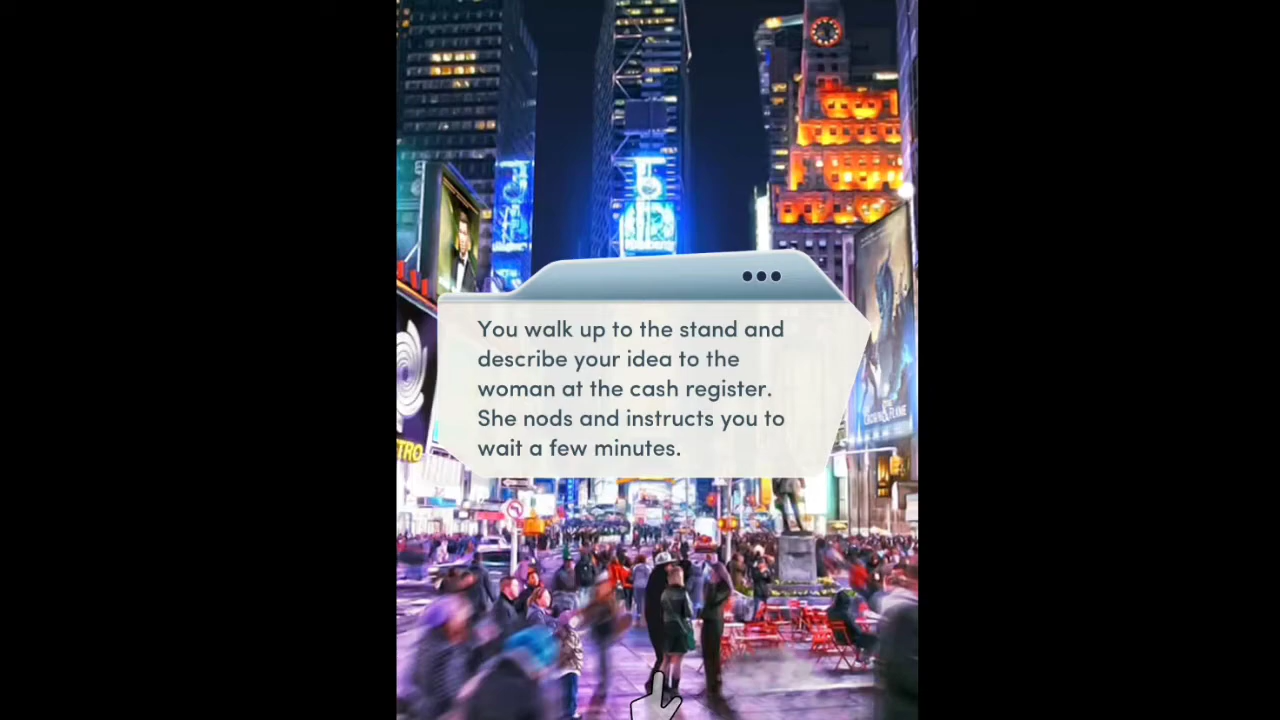 You walk up to the stand and
describe your idea to the
woman at the cash register.
She nods and instructs you to
wait a few minutes.
TRO